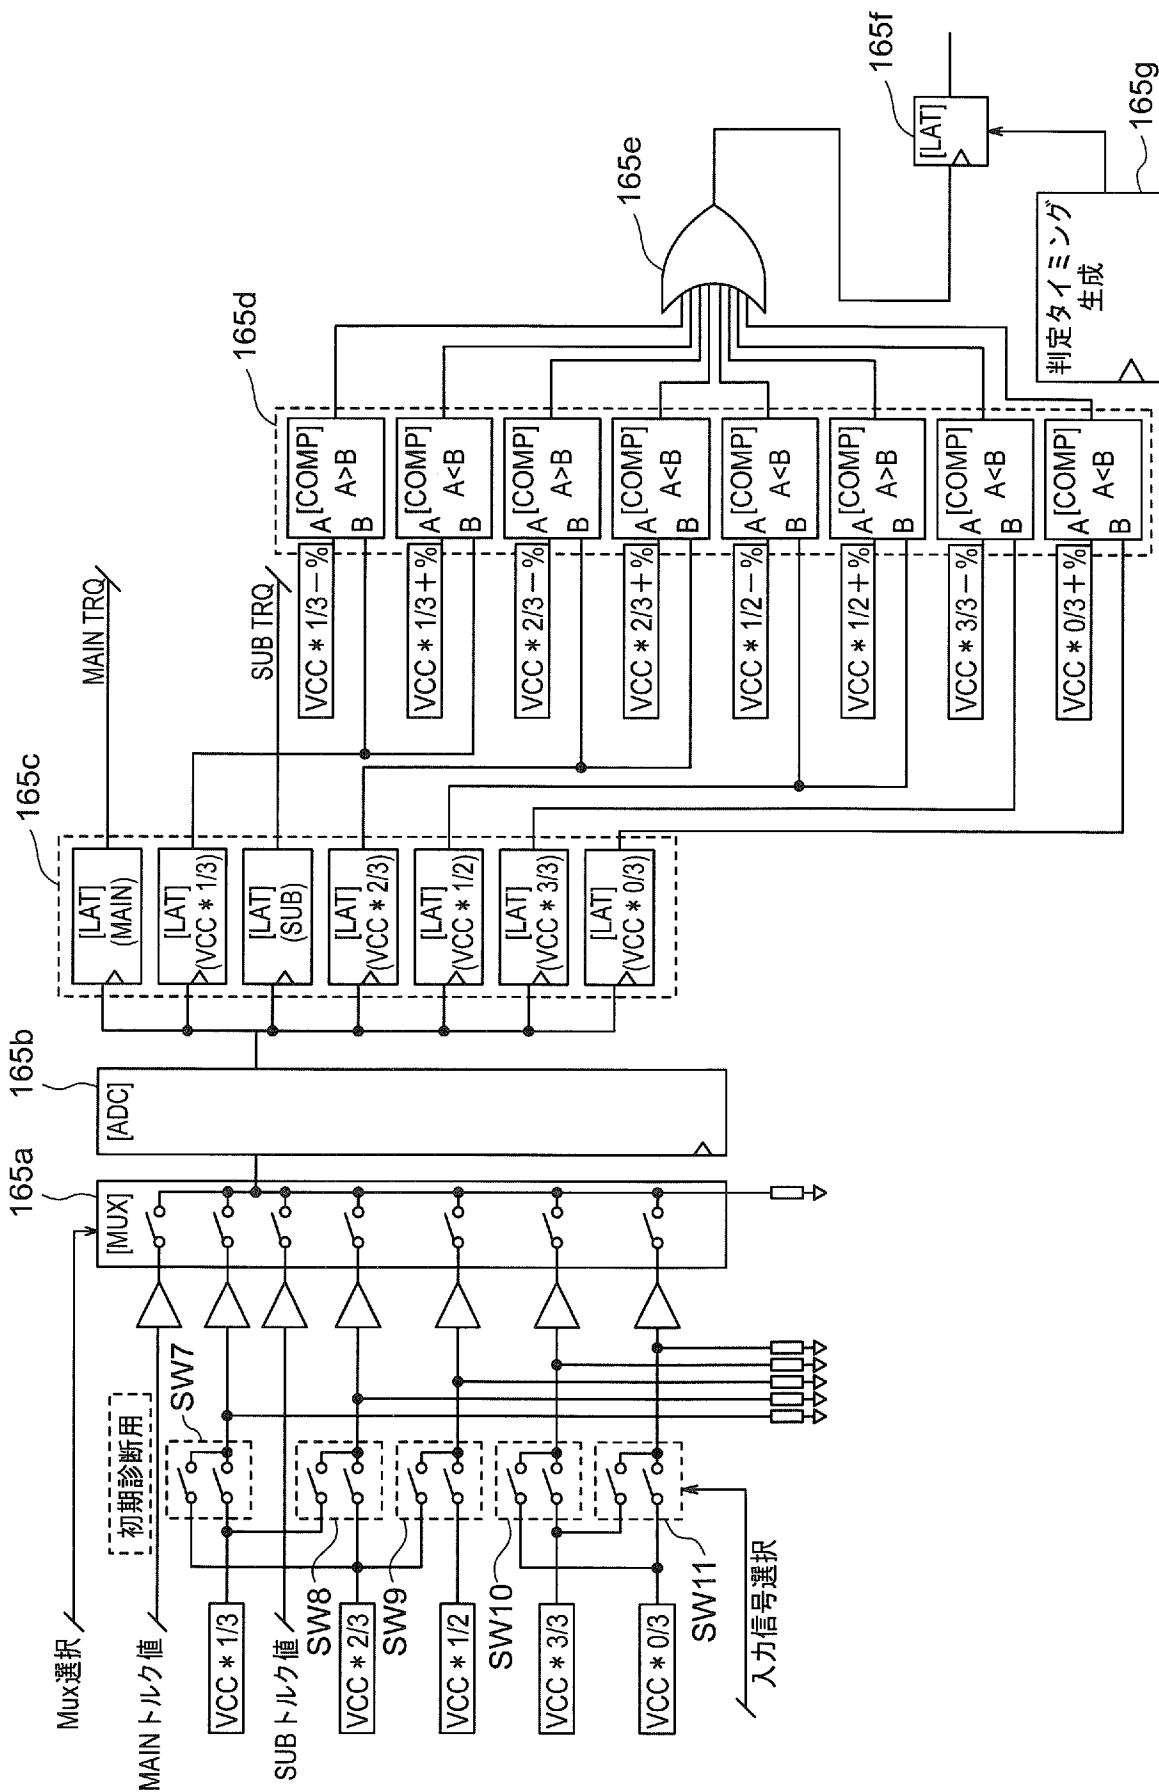 Mux選択
MAINトルク値
初期診断用
VCC * 1/3
SW7
SUBトルク値
SW8
VCC * 2/3
SW9
VCC * 1/2
SW10
VCC * 3/3
SW11
VCC * 0/3
入力信号選択
165a
[MUX]
165b
[ADC]
165c
[LAT]
(MAIN)
[LAT]
(VCC * 1/3)
[LAT]
(SUB)
[LAT]
(VCC * 2/3)
[LAT]
(VCC * 1/2)
[LAT]
(VCC * 3/3)
[LAT]
(VCC * 0/3)
MAIN TRQ
SUB TRQ
165d
VCC * 1/3－%
A [COMP]
A>B
B
VCC * 1/3＋%
A [COMP]
A<B
B
VCC * 2/3－%
A [COMP]
A>B
B
VCC * 2/3＋%
A [COMP]
A<B
B
VCC * 1/2－%
A [COMP]
A<B
B
VCC * 1/2＋%
A [COMP]
A>B
B
VCC * 3/3－%
A [COMP]
A<B
B
VCC * 0/3＋%
A [COMP]
A<B
B
165e
165f
[LAT]
165g
判定タイミング
生成